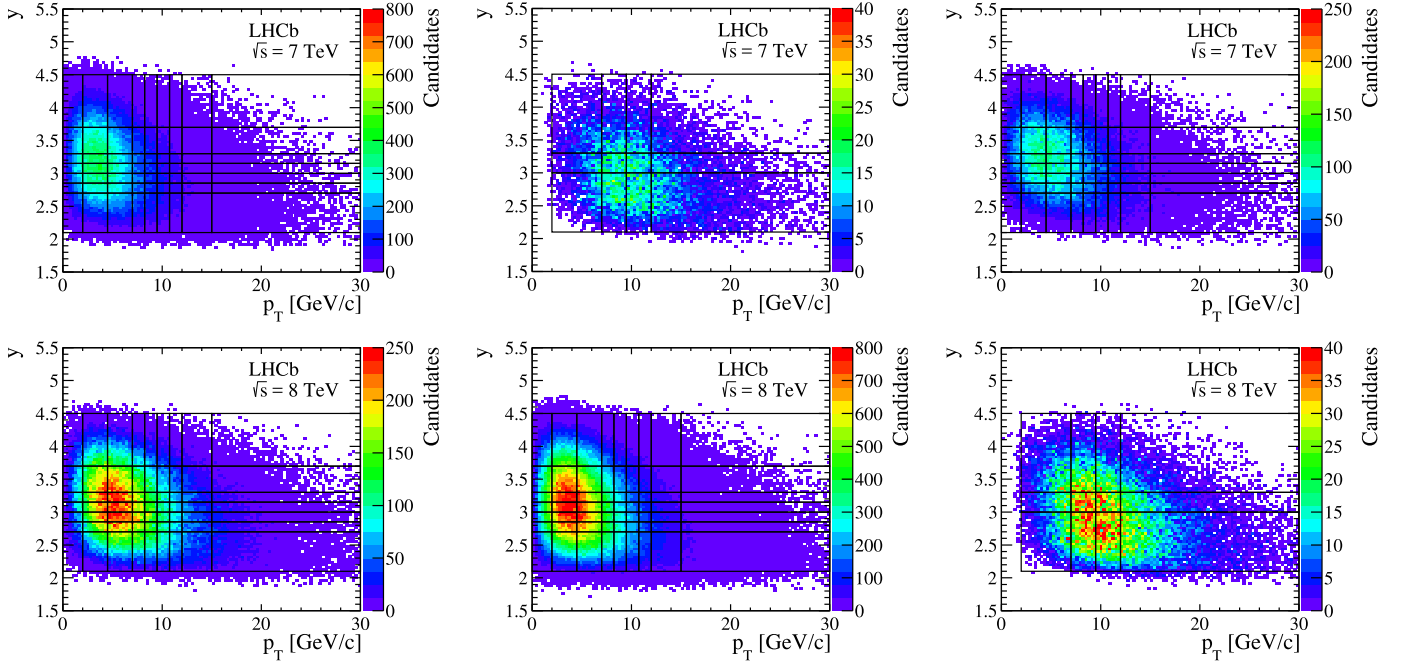 LHCb
√s = 7 TeV
y
5.5
5
4.5
4
3.5
3
2.5
2
1.5
0 10 20 30
p_T [GeV/c]
Candidates
800
700
600
500
400
300
200
100
0
LHCb
√s = 7 TeV
y
5.5
5
4.5
4
3.5
3
2.5
2
1.5
0 10 20 30
p_T [GeV/c]
Candidates
40
35
30
25
20
15
10
5
0
LHCb
√s = 7 TeV
y
5.5
5
4.5
4
3.5
3
2.5
2
1.5
0 10 20 30
p_T [GeV/c]
Candidates
250
200
150
100
50
0
LHCb
√s = 8 TeV
y
5.5
5
4.5
4
3.5
3
2.5
2
1.5
0 10 20 30
p_T [GeV/c]
Candidates
250
200
150
100
50
0
LHCb
√s = 8 TeV
y
5.5
5
4.5
4
3.5
3
2.5
2
1.5
0 10 20 30
p_T [GeV/c]
Candidates
800
700
600
500
400
300
200
100
0
LHCb
√s = 8 TeV
y
5.5
5
4.5
4
3.5
3
2.5
2
1.5
0 10 20 30
p_T [GeV/c]
Candidates
40
35
30
25
20
15
10
5
0